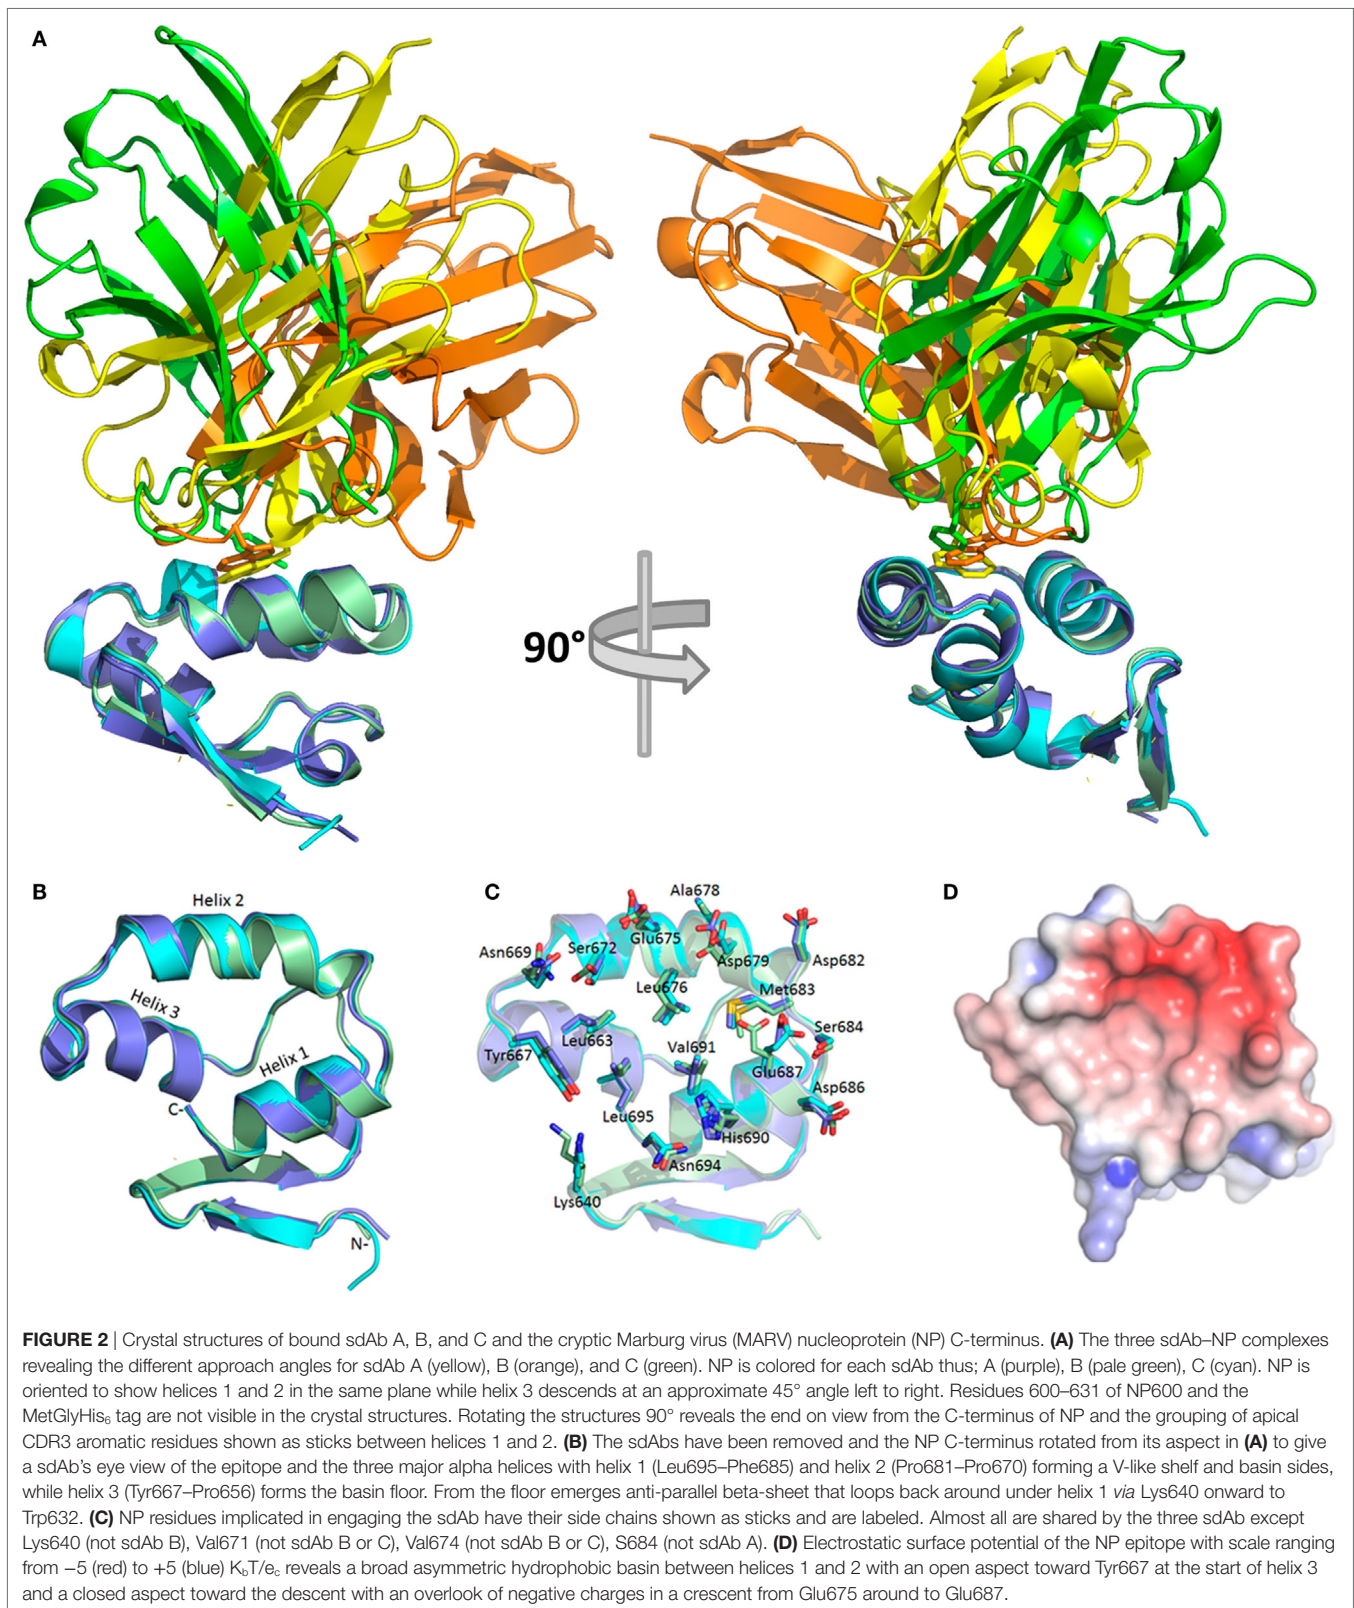 A
90°
B
Helix 2
Helix 3
Helix 1
C-
N-
C
Ala678
Glu675
Asn669
Ser672
Asp679
Asp682
Leu676
Met683
Ser684
Leu663
Tyr667
Val691
Glu687
Asp686
Leu695
His690
Asn694
Lys640
D
FIGURE 2 | Crystal structures of bound sdAb A, B, and C and the cryptic Marburg virus (MARV) nucleoprotein (NP) C-terminus. (A) The three sdAb–NP complexes
revealing the different approach angles for sdAb A (yellow), B (orange), and C (green). NP is colored for each sdAb thus; A (purple), B (pale green), C (cyan). NP is
oriented to show helices 1 and 2 in the same plane while helix 3 descends at an approximate 45° angle left to right. Residues 600–631 of NP600 and the
MetGlyHis₆ tag are not visible in the crystal structures. Rotating the structures 90° reveals the end on view from the C-terminus of NP and the grouping of apical
CDR3 aromatic residues shown as sticks between helices 1 and 2. (B) The sdAbs have been removed and the NP C-terminus rotated from its aspect in (A) to give
a sdAb's eye view of the epitope and the three major alpha helices with helix 1 (Leu695–Phe685) and helix 2 (Pro681–Pro670) forming a V-like shelf and basin sides,
while helix 3 (Tyr667–Pro656) forms the basin floor. From the floor emerges anti-parallel beta-sheet that loops back around under helix 1 via Lys640 onward to
Trp632. (C) NP residues implicated in engaging the sdAb have their side chains shown as sticks and are labeled. Almost all are shared by the three sdAb except
Lys640 (not sdAb B), Val671 (not sdAb B or C), Val674 (not sdAb B or C), S684 (not sdAb A). (D) Electrostatic surface potential of the NP epitope with scale ranging
from −5 (red) to +5 (blue) KbT/ec reveals a broad asymmetric hydrophobic basin between helices 1 and 2 with an open aspect toward Tyr667 at the start of helix 3
and a closed aspect toward the descent with an overlook of negative charges in a crescent from Glu675 around to Glu687.